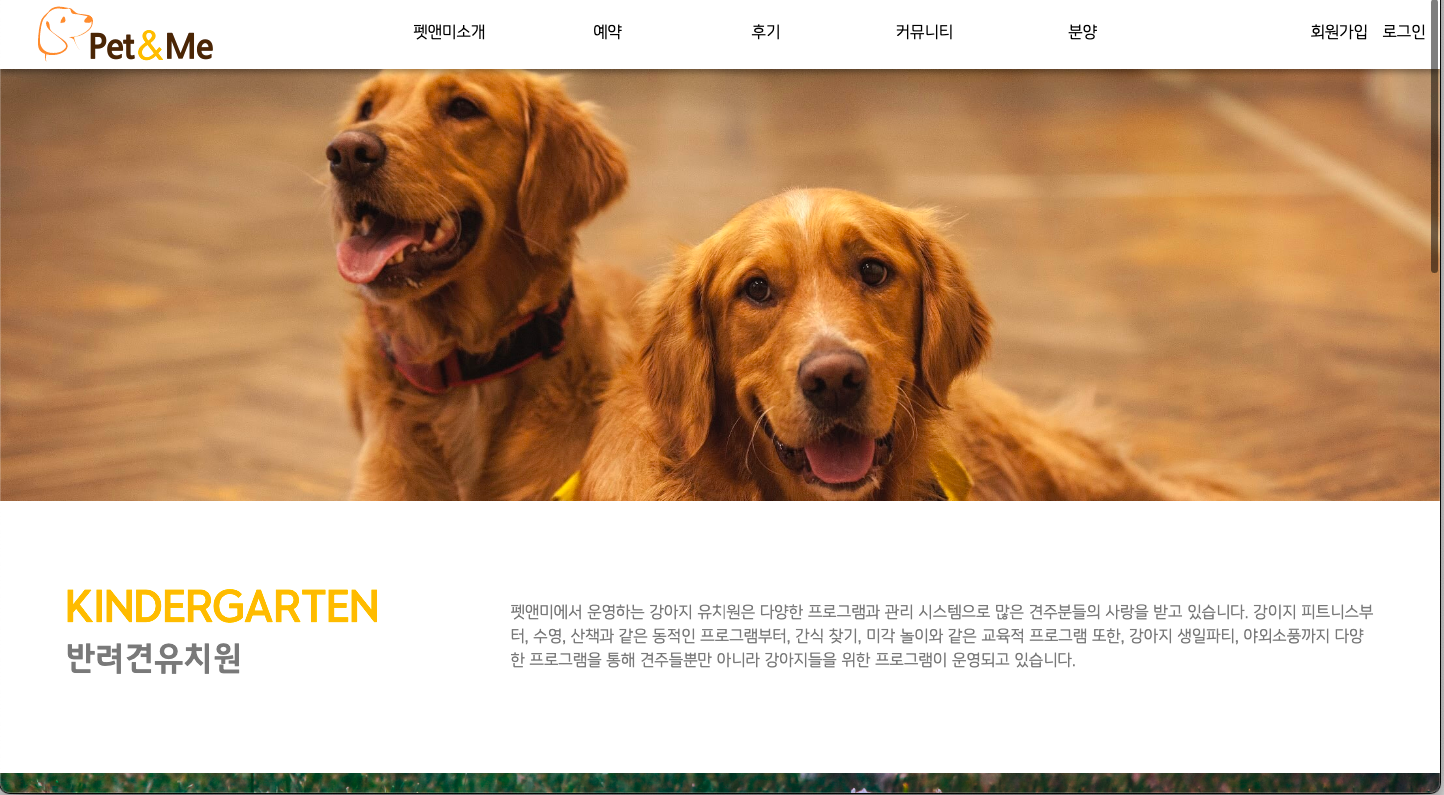 Pet&Me
펫앤미소개 예약 후기 커뮤니티 분양 회원가입 로그인
KINDERGARTEN
반려견유치원
펫앤미에서 운영하는 강아지 유치원은 다양한 프로그램과 관리 시스템으로 많은 견주분들의 사랑을 받고 있습니다. 강이지 피트니스부
터, 수영, 산책과 같은 동적인 프로그램부터, 간식 찾기, 미각 놀이와 같은 교육적 프로그램 또한, 강아지 생일파티, 야외소풍까지 다양
한 프로그램을 통해 견주들뿐만 아니라 강아지들을 위한 프로그램이 운영되고 있습니다.